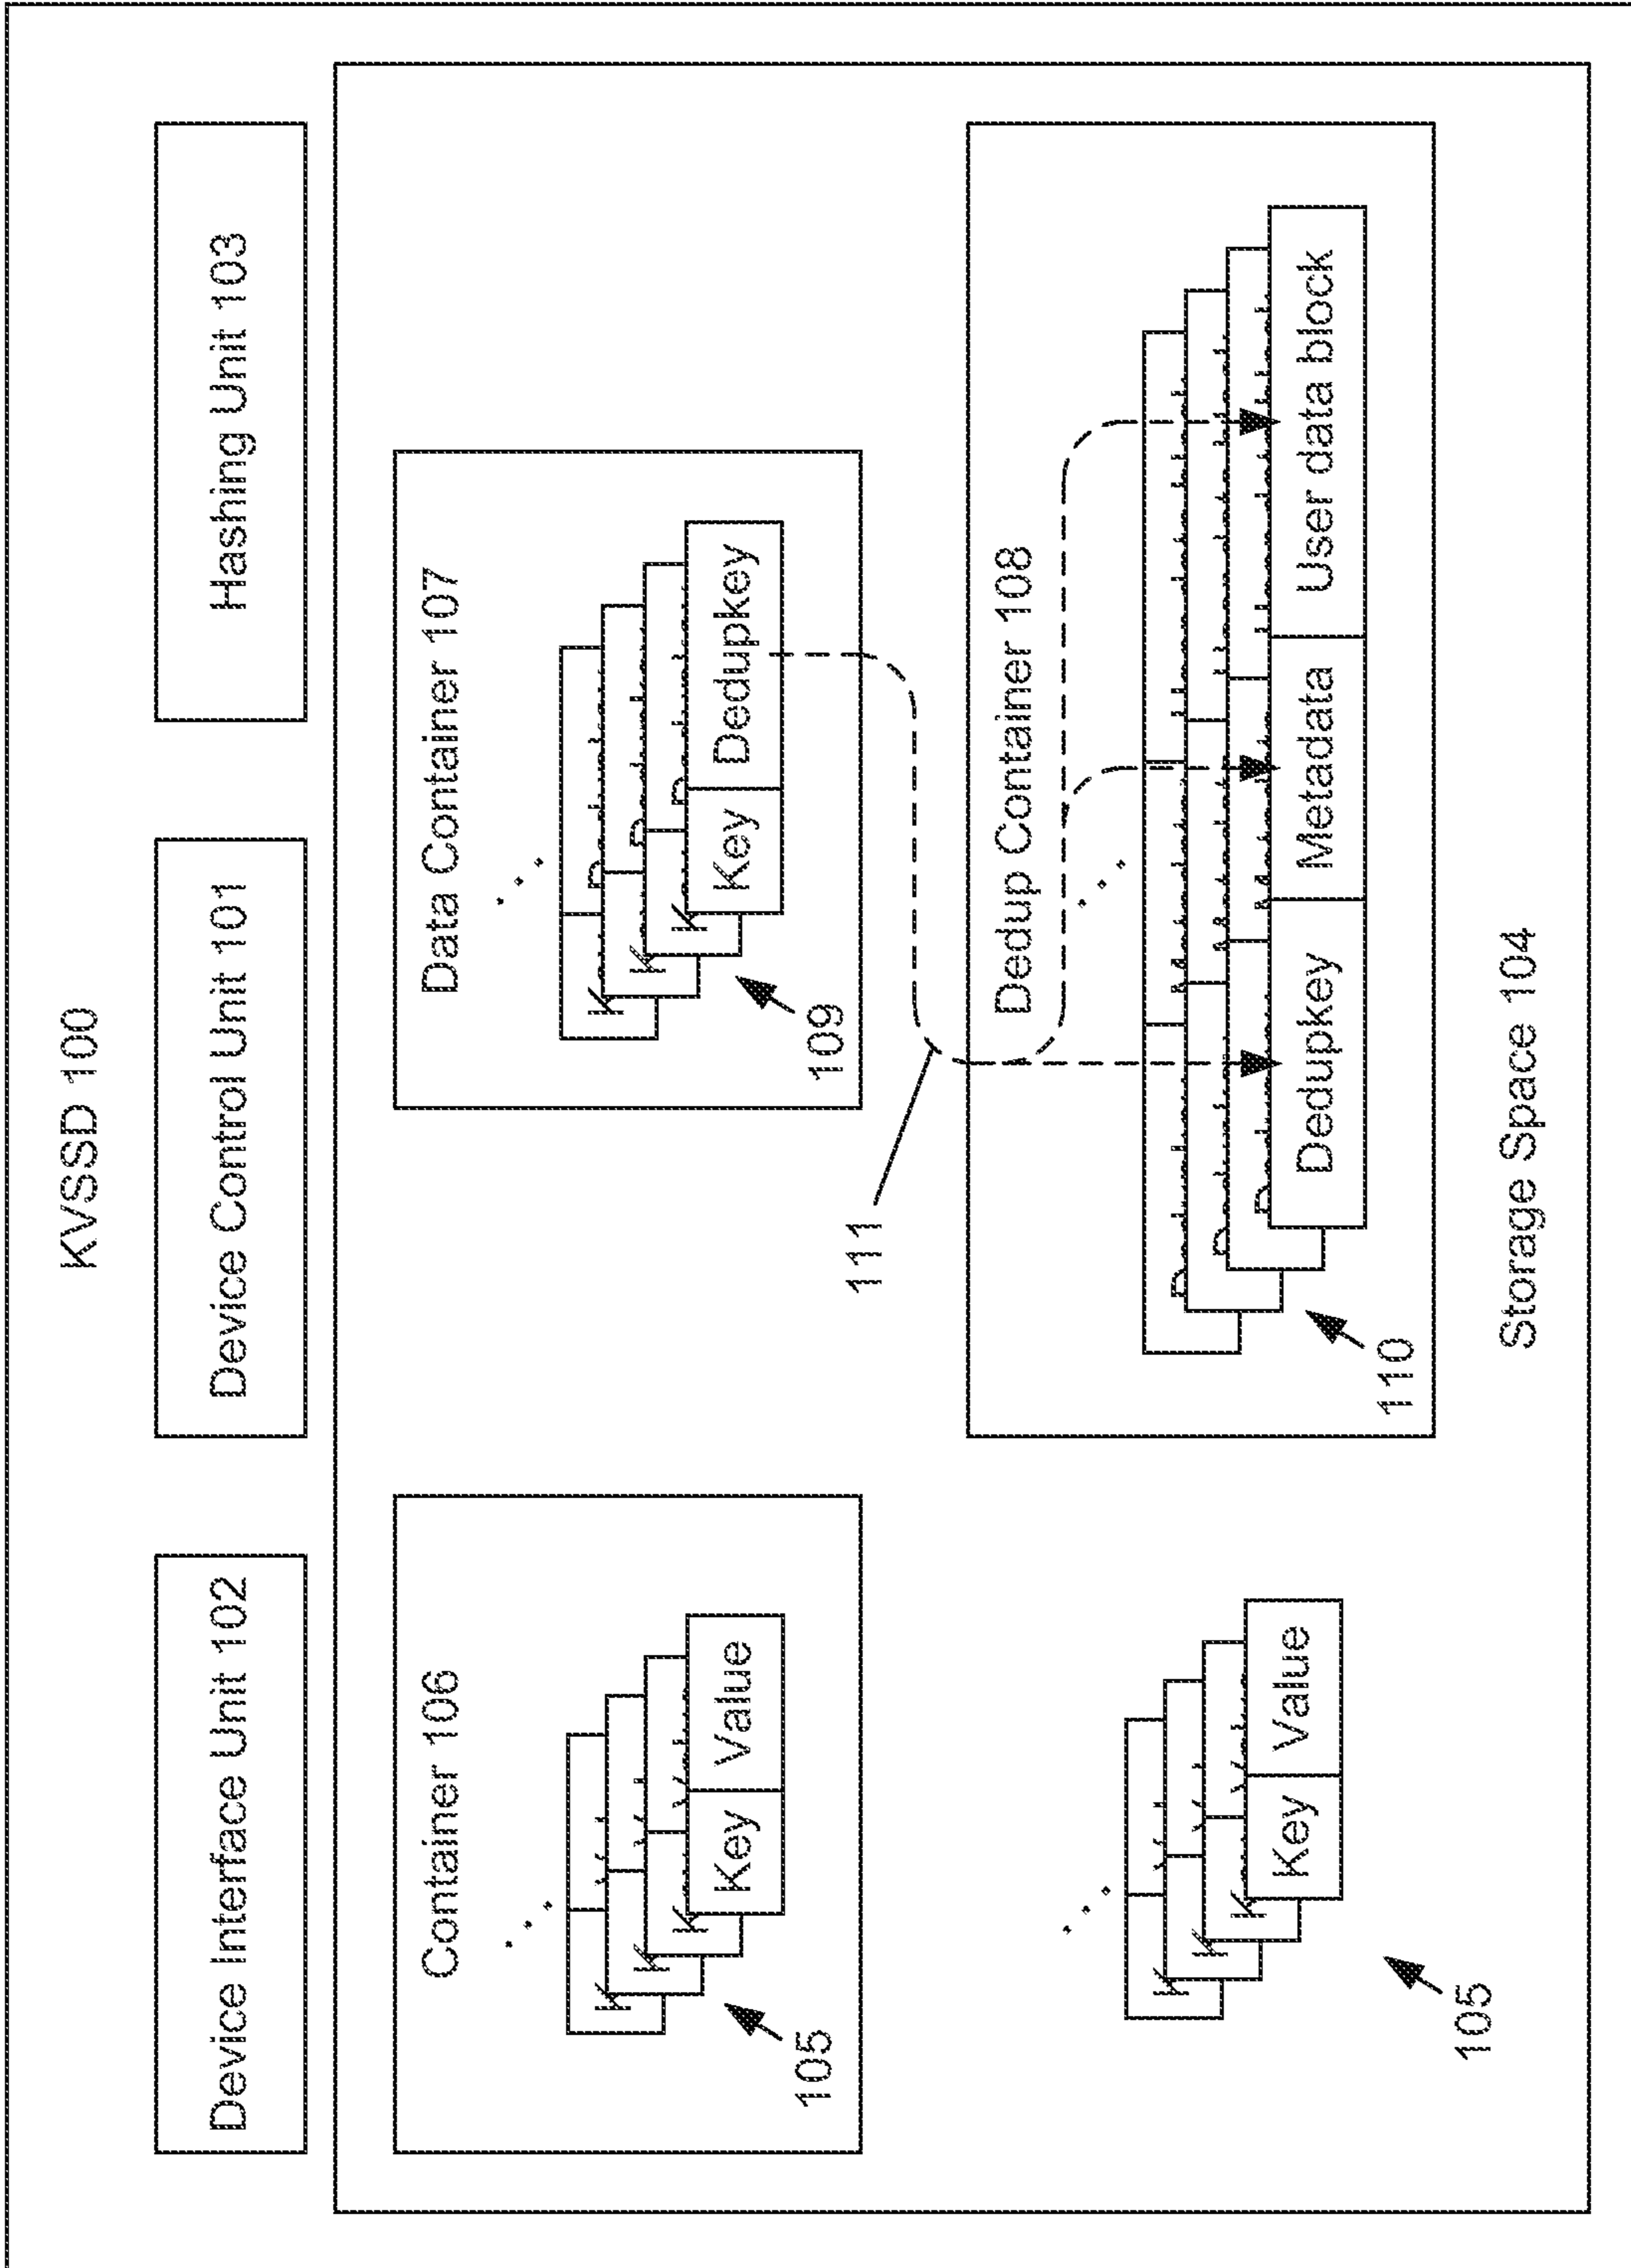 KVSSD 100
Device Interface Unit 102
Device Control Unit 101
Hashing Unit 103
Container 106
Key Value
105
Data Container 107
Key Dedupkey
109
111
Dedup Container 108
Dedupkey Metadata User data block
110
Key Value
105
Storage Space 104